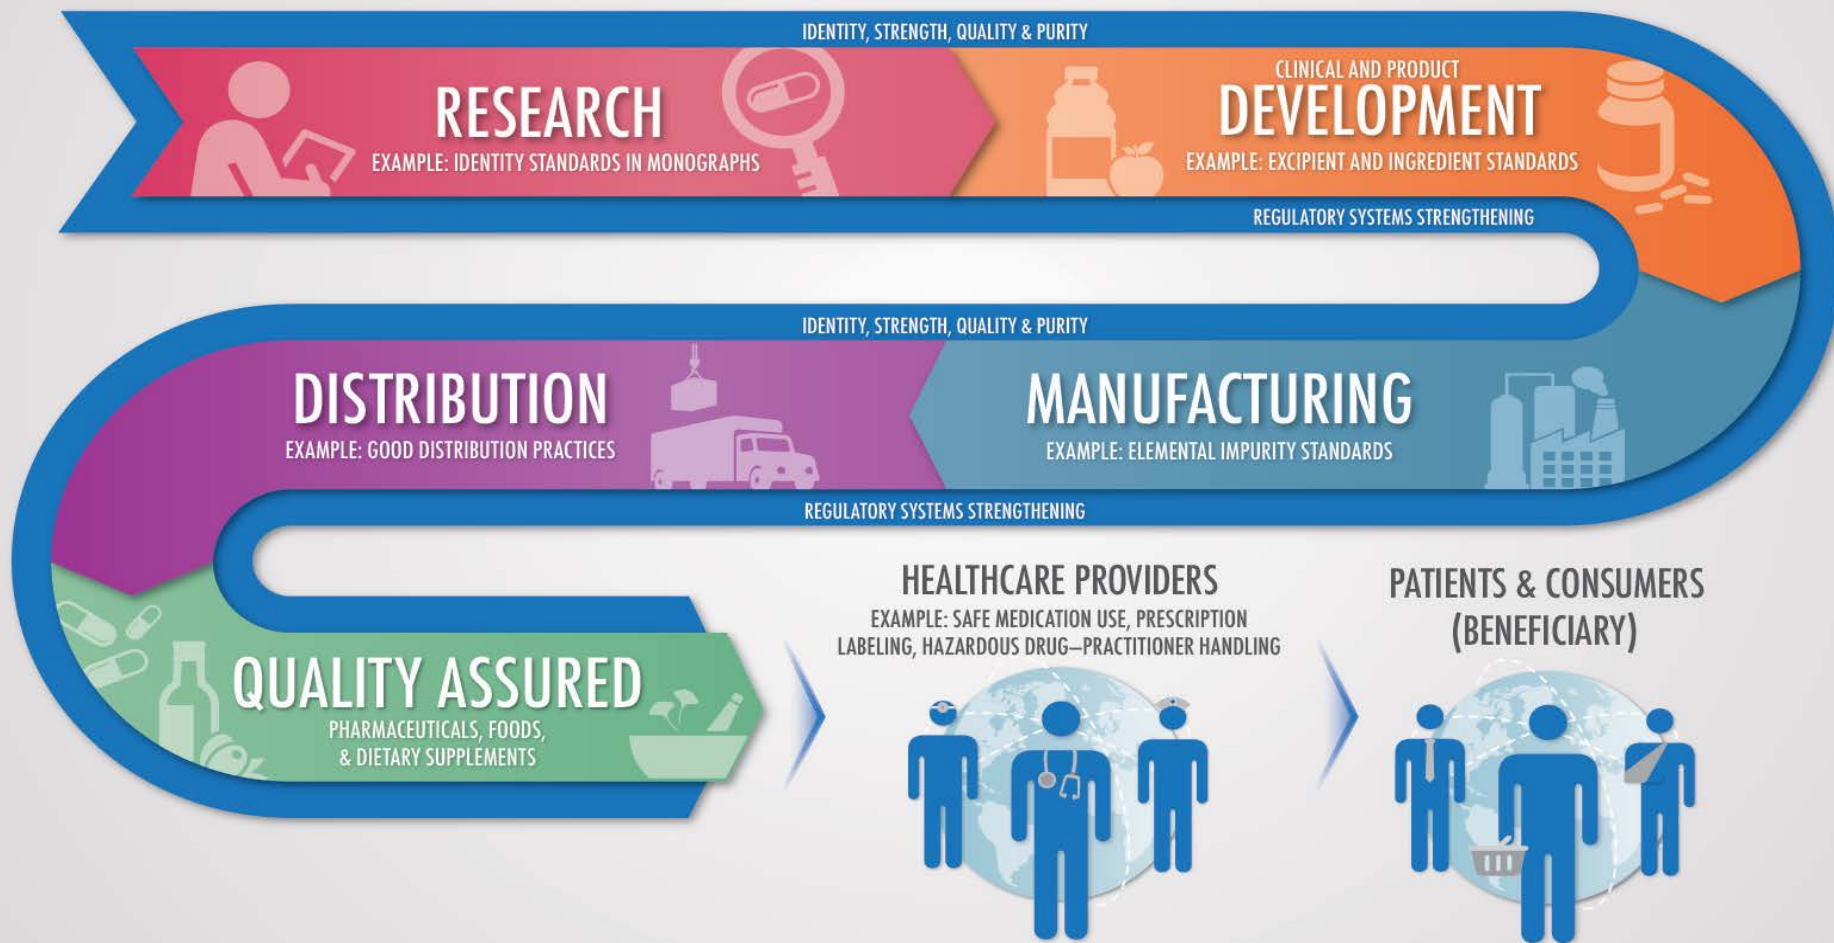 IDENTITY, STRENGTH, QUALITY & PURITY
RESEARCH
EXAMPLE: IDENTITY STANDARDS IN MONOGRAPHS
CLINICAL AND PRODUCT
DEVELOPMENT
EXAMPLE: EXCIPIENT AND INGREDIENT STANDARDS
REGULATORY SYSTEMS STRENGTHENING
IDENTITY, STRENGTH, QUALITY & PURITY
MANUFACTURING
EXAMPLE: ELEMENTAL IMPURITY STANDARDS
DISTRIBUTION
EXAMPLE: GOOD DISTRIBUTION PRACTICES
REGULATORY SYSTEMS STRENGTHENING
QUALITY ASSURED
PHARMACEUTICALS, FOODS,
& DIETARY SUPPLEMENTS
HEALTHCARE PROVIDERS
EXAMPLE: SAFE MEDICATION USE, PRESCRIPTION
LABELING, HAZARDOUS DRUG–PRACTITIONER HANDLING
PATIENTS & CONSUMERS
(BENEFICIARY)